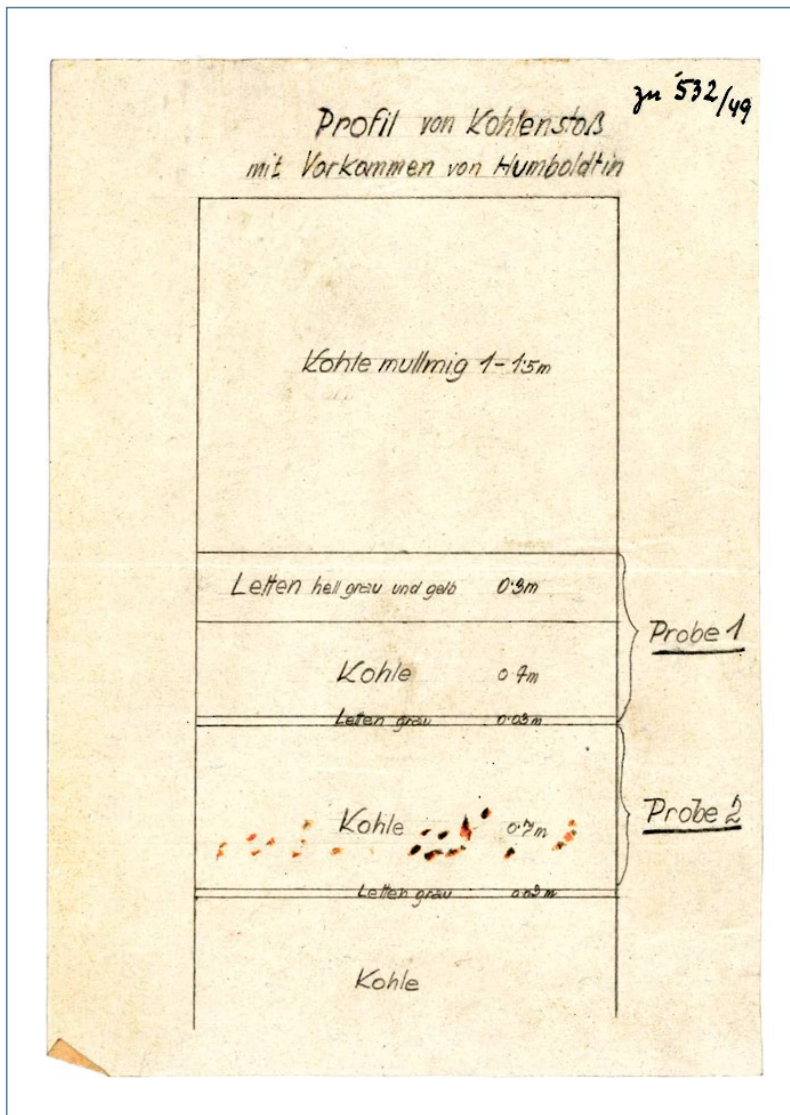 zu 532/49
Profil von Kohlenstoß
mit Vorkommen von Humboldtin
Kohle mullmig 1-1·5m
Letten hell grau und gelb 0·3m
Probe 1
Kohle 0·4m
Letten grau 0·03m
Kohle 0·7m
Probe 2
Letten grau 0·03m
Kohle